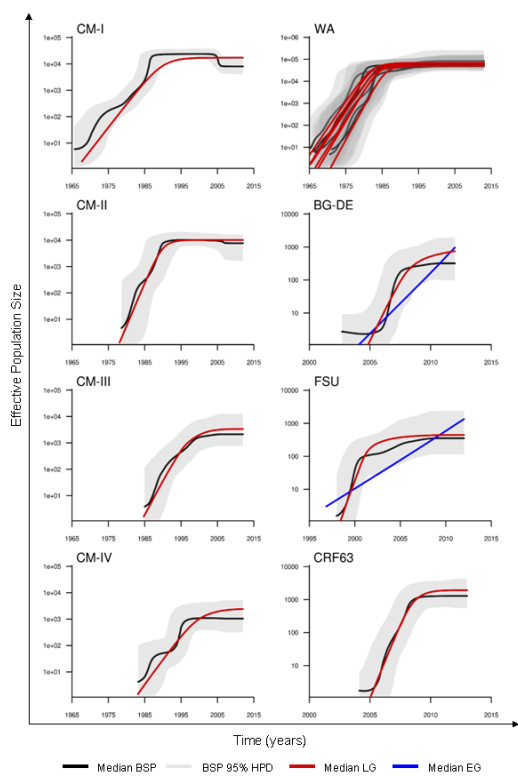 CM-I
1e+05
1e+04
1e+03
1e+02
1e+01
1965 1975 1985 1995 2005 2015
WA
1e+06
1e+05
1e+04
1e+03
1e+02
1e+01
1965 1975 1985 1995 2005 2015
CM-II
1e+05
1e+04
1e+03
1e+02
1e+01
1965 1975 1985 1995 2005 2015
BG-DE
10000
1000
100
10
2000 2005 2010 2015
CM-III
1e+05
1e+04
1e+03
1e+02
1e+01
1965 1975 1985 1995 2005 2015
FSU
10000
1000
100
10
1995 2000 2005 2010 2015
CM-IV
1e+05
1e+04
1e+03
1e+02
1e+01
1965 1975 1985 1995 2005 2015
CRF63
10000
1000
100
10
2000 2005 2010 2015
Effective Population Size
Time (years)
Median BSP BSP 95% HPD Median LG Median EG